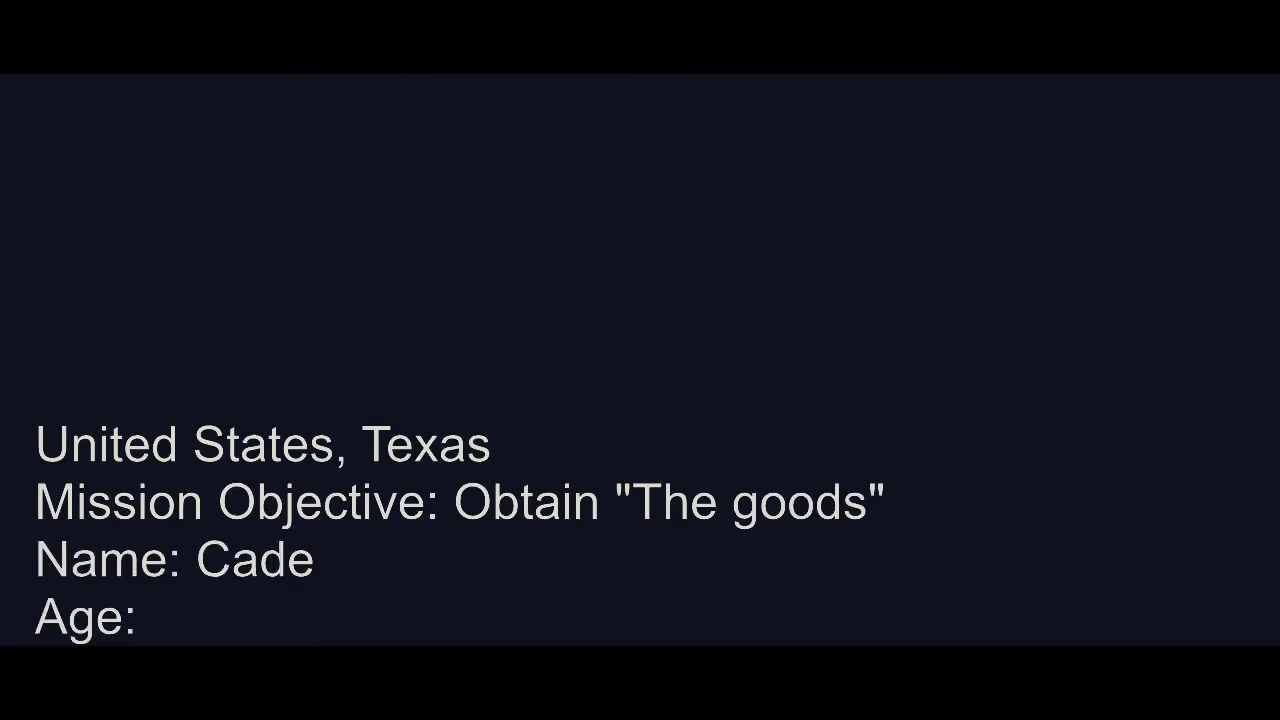 United States, Texas
Mission Objective: Obtain "The goods"
Name: Cade
Age: